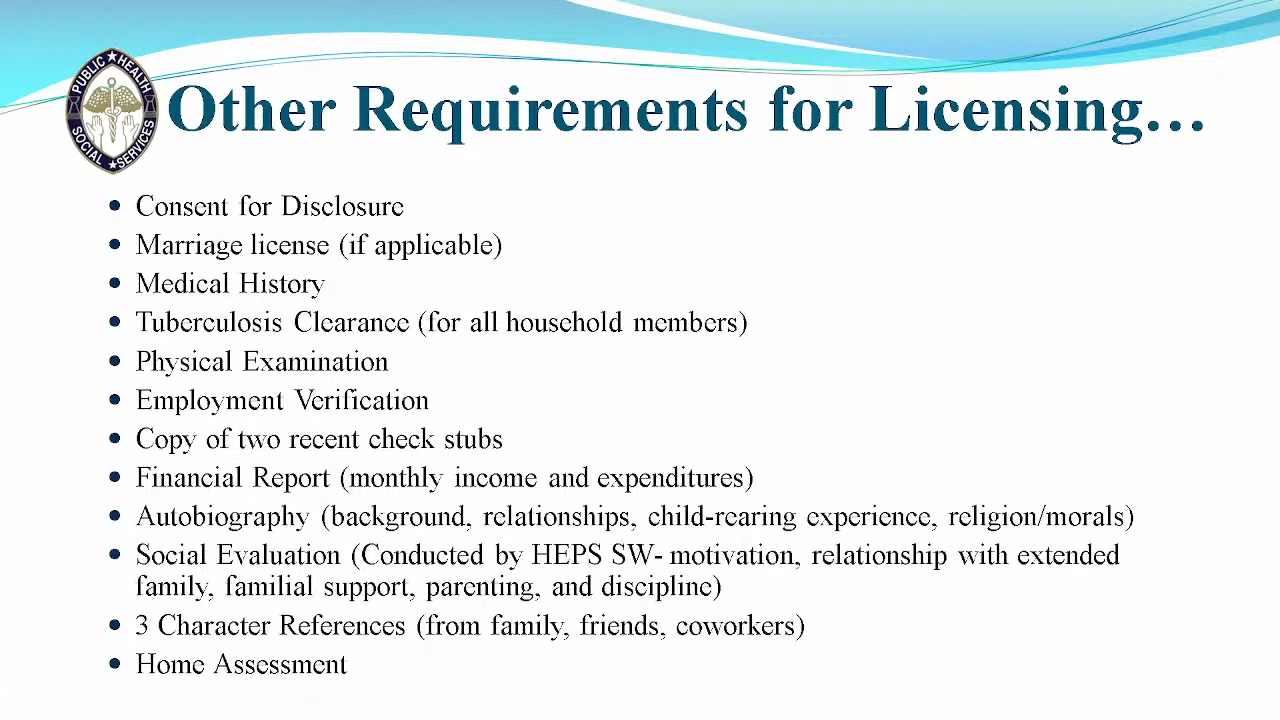 PUBLIC HEALTH
SOCIAL SERVICES
Other Requirements for Licensing…
• Consent for Disclosure
• Marriage license (if applicable)
• Medical History
• Tuberculosis Clearance (for all household members)
• Physical Examination
• Employment Verification
• Copy of two recent check stubs
• Financial Report (monthly income and expenditures)
• Autobiography (background, relationships, child-rearing experience, religion/morals)
• Social Evaluation (Conducted by HEPS SW- motivation, relationship with extended
family, familial support, parenting, and discipline)
• 3 Character References (from family, friends, coworkers)
• Home Assessment